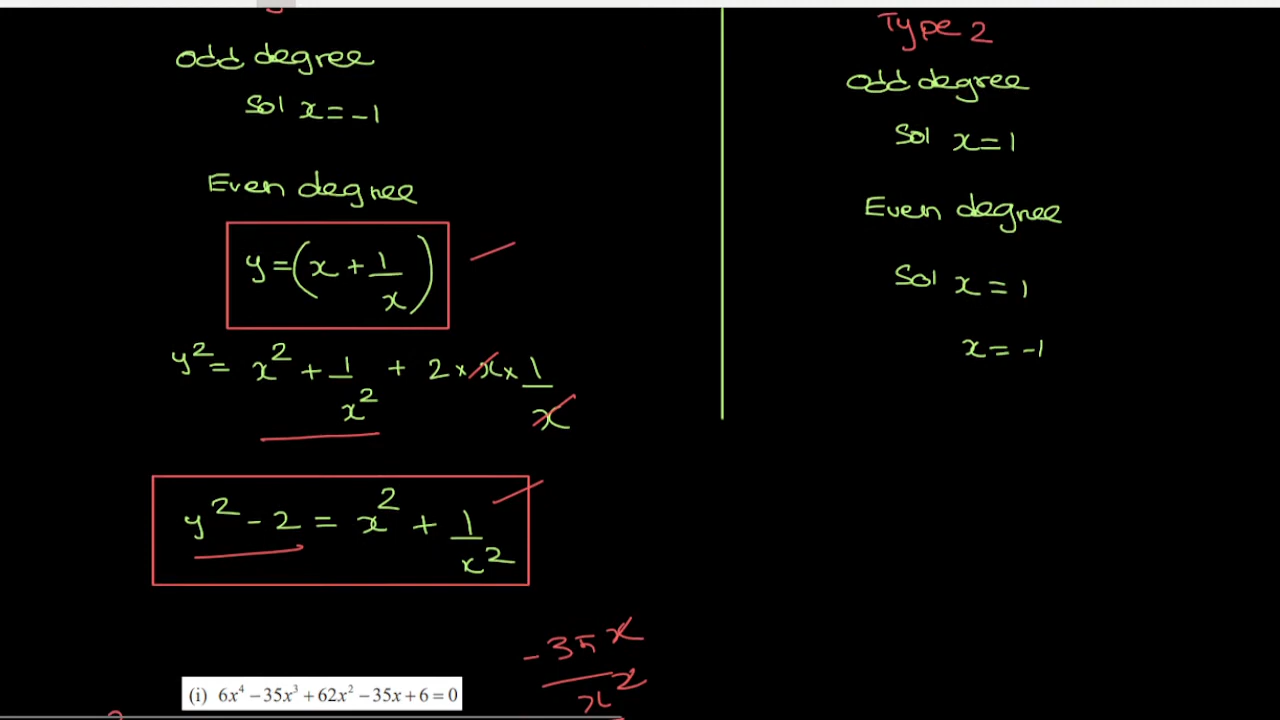 odd degree
Sol x = -1
Even degree
y = (x + 1/x)
y² = x² + 1/x² + 2 × x × 1/x
y² - 2 = x² + 1/x²
-35x/x²
(i) 6x⁴ − 35x³ + 62x² − 35x + 6 = 0
Type 2
odd degree
Sol x = 1
Even degree
Sol x = 1
x = -1